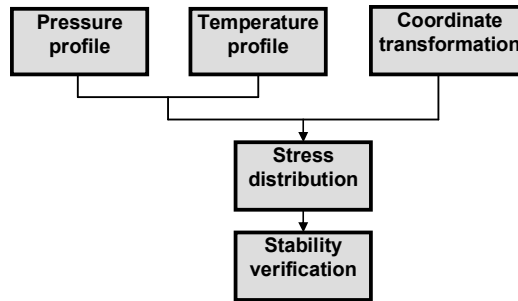 Pressure
profile
Temperature
profile
Coordinate
transformation
Stress
distribution
Stability
verification